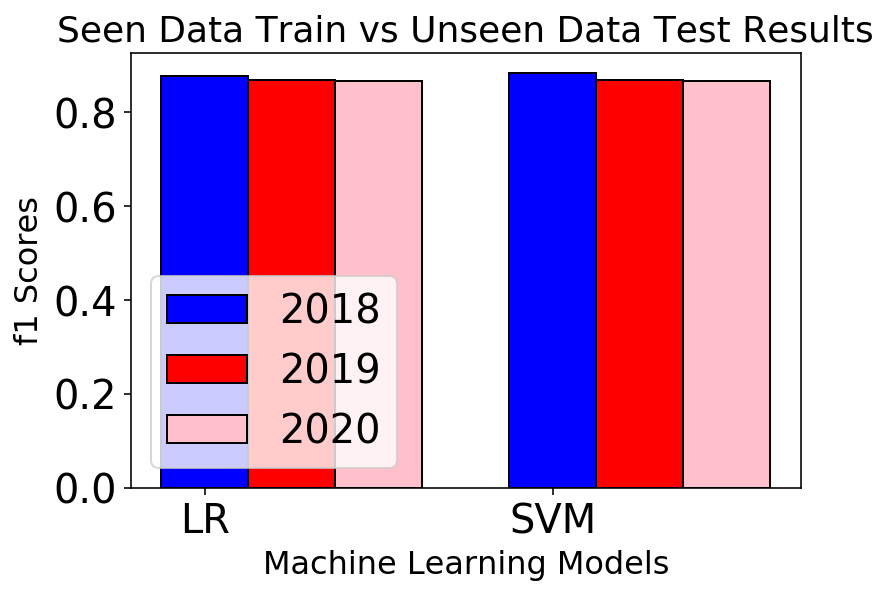 Seen Data Train vs Unseen Data Test Results
f1 Scores
0.8
0.6
0.4
0.2
0.0
2018
2019
2020
LR
SVM
Machine Learning Models